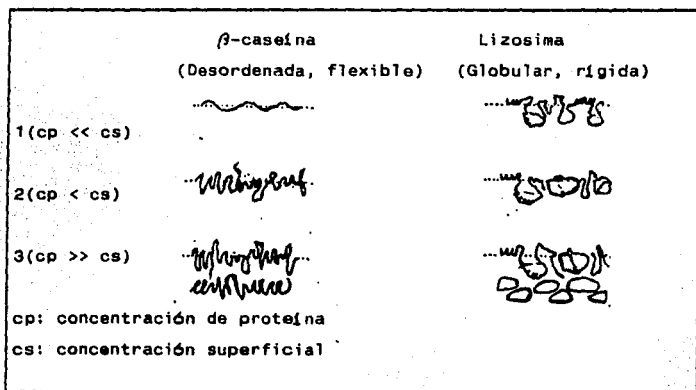 β-caseína Lizosima
(Desordenada, flexible) (Globular, rígida)
1(cp << cs)
2(cp < cs)
3(cp >> cs)
cp: concentración de proteína
cs: concentración superficial